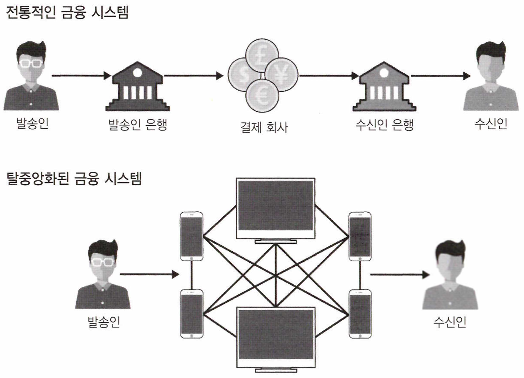 전통적인 금융 시스템
발송인
발송인 은행
결제 회사
수신인 은행
수신인
탈중앙화된 금융 시스템
발송인
수신인